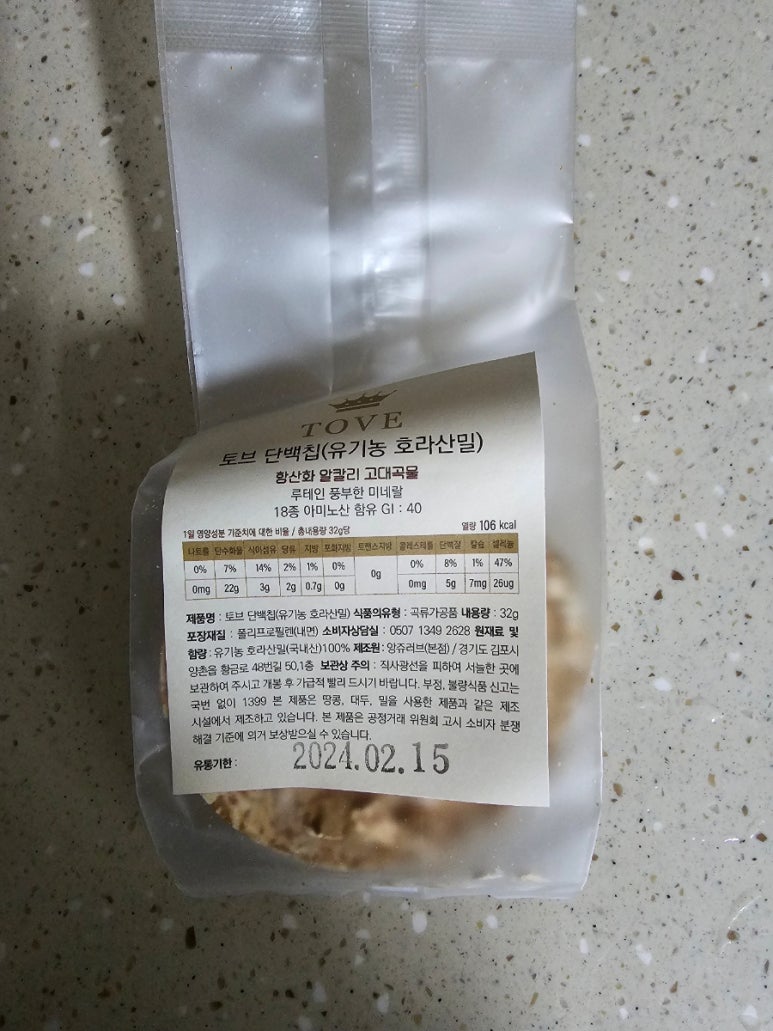 TOVE
토브 단백칩(유기농 호라산밀)
항산화 알칼리 고대곡물
루테인 풍부한 미네랄
18종 아미노산 함유 GI : 40
1일 영양성분 기준치에 대한 비율 / 총내용량 32g당 열량 106 kcal
나트륨 탄수화물 식이섬유 당류 지방 포화지방 트랜스지방 콜레스테롤 단백질 칼슘 셀레늄
0% 7% 14% 2% 1% 0% 0g 0% 8% 1% 47%
0mg 22g 3g 2g 0.7g 0g 0mg 5g 7mg 26ug
제품명 : 토브 단백칩(유기농 호라산밀) 식품의유형 : 곡류가공품 내용량 : 32g
포장재질 : 폴리프로필렌(내면) 소비자상담실 : 0507 1349 2628 원재료 및
함량 : 유기농 호라산밀(국내산)100% 제조원 : 앙쥬러브(본점) / 경기도 김포시
양촌읍 황금로 48번길 50,1층 보관상 주의 : 직사광선을 피하여 서늘한 곳에
보관하여 주시고 개봉 후 가급적 빨리 드시기 바랍니다. 부정, 불량식품 신고는
국번 없이 1399 본 제품은 땅콩, 대두, 밀을 사용한 제품과 같은 제조
시설에서 제조하고 있습니다. 본 제품은 공정거래 위원회 고시 소비자 분쟁
해결 기준에 의거 보상받으실 수 있습니다.
유통기한 : 2024.02.15